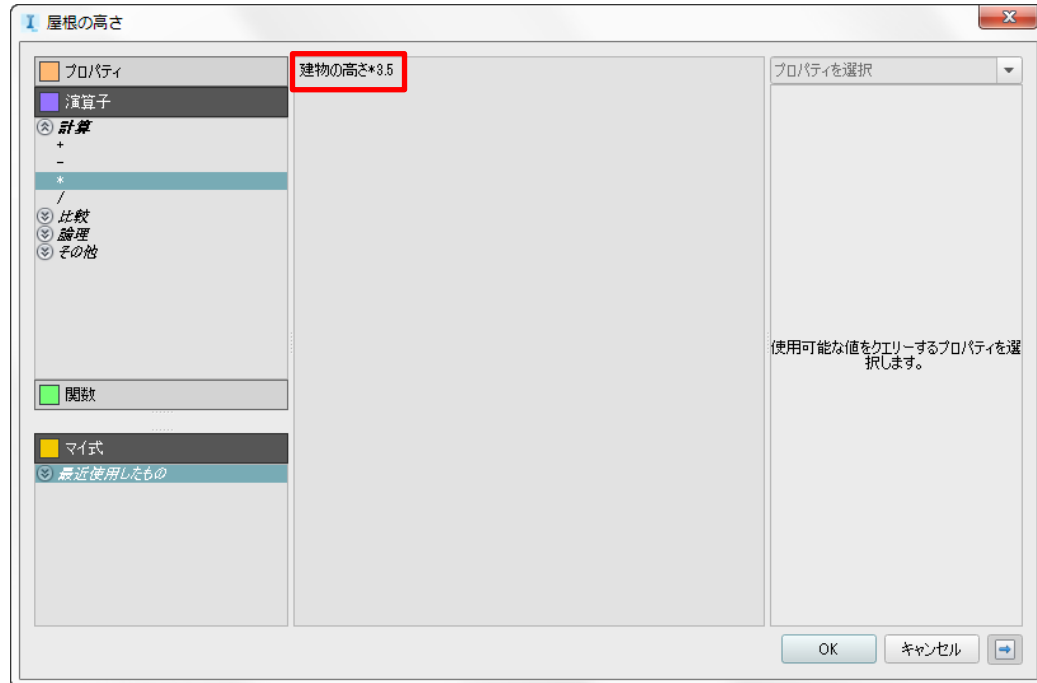 屋根の高さ
プロパティ
演算子
計算
+
-
*
/
比較
論理
その他
関数
マイ式
最近使用したもの
建物の高さ*3.5
プロパティを選択
使用可能な値をクエリーするプロパティを選
択します。
OK
キャンセル